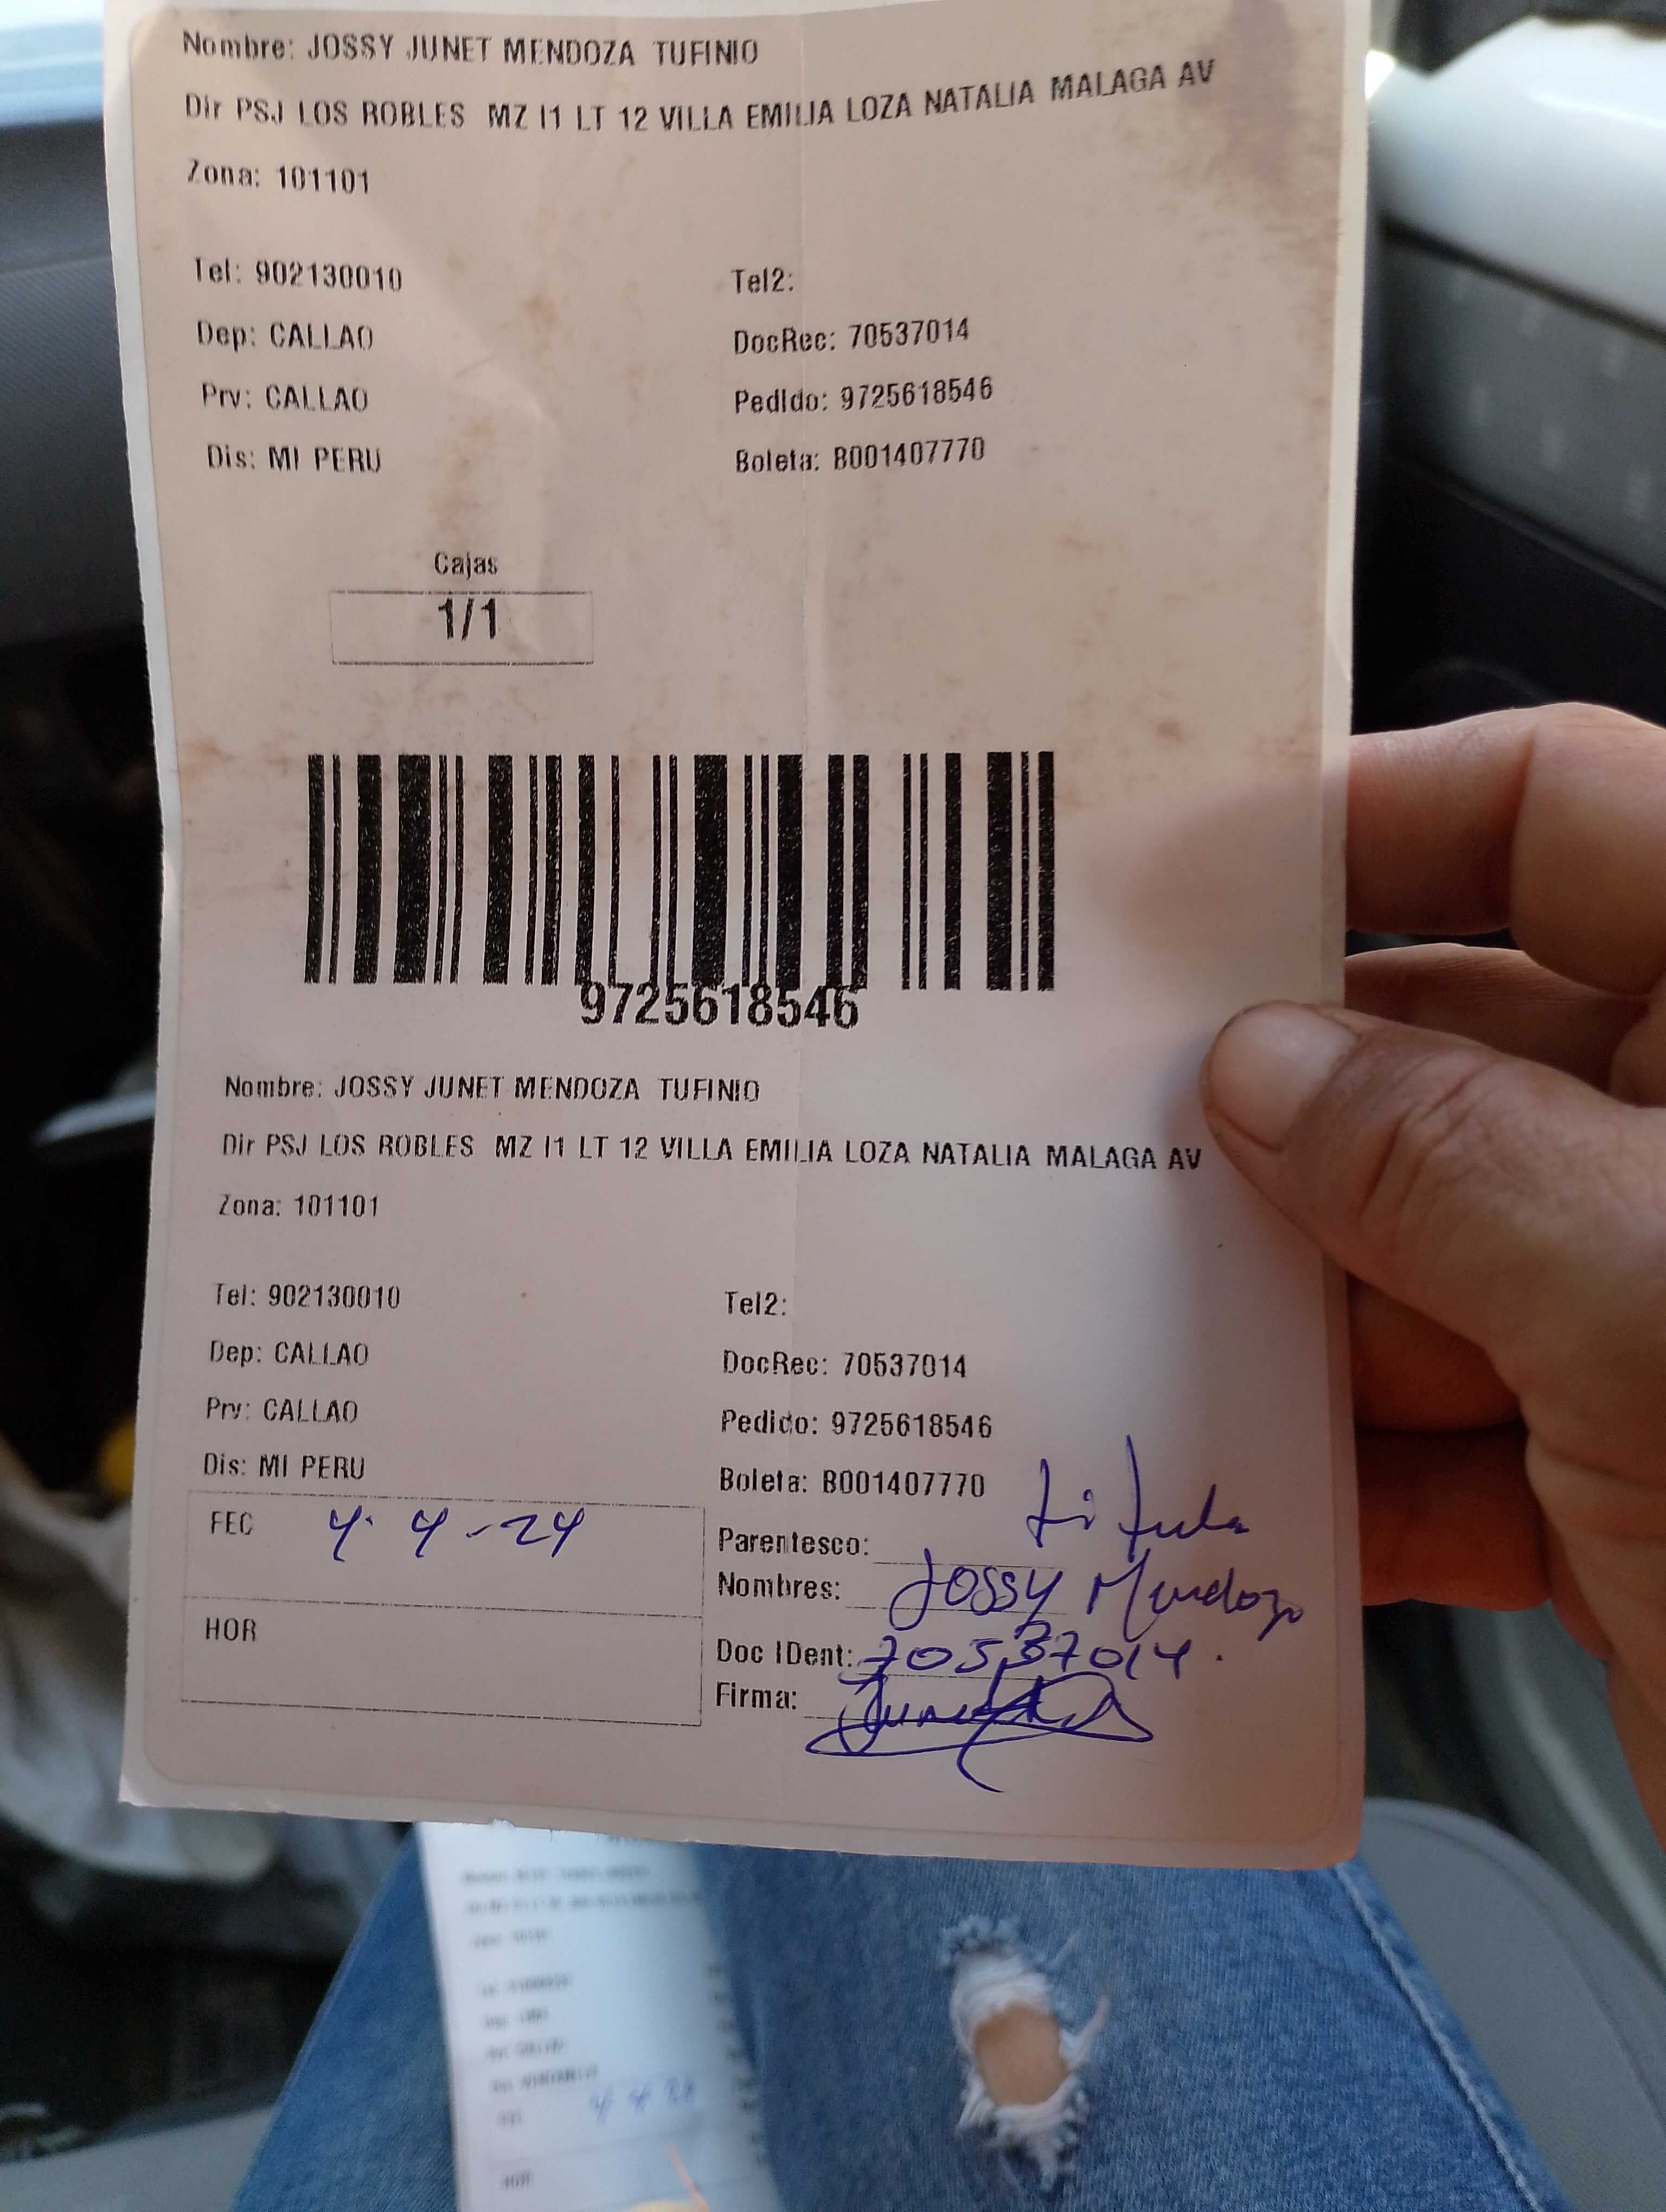 Nombre: JOSSY JUNET MENDOZA TUFINIO
Dir PSJ LOS ROBLES MZ I1 LT 12 VILLA EMILIA LOZA NATALIA MALAGA AV
Zona: 101101
Tel: 902130010 Tel2:
Dep: CALLAO DocRec: 70537014
Prv: CALLAO Pedido: 9725618546
Dis: MI PERU Boleta: B001407770
Cajas
1/1
9725618546
Nombre: JOSSY JUNET MENDOZA TUFINIO
Dir PSJ LOS ROBLES MZ I1 LT 12 VILLA EMILIA LOZA NATALIA MALAGA AV
Zona: 101101
Tel: 902130010 Tel2:
Dep: CALLAO DocRec: 70537014
Prv: CALLAO Pedido: 9725618546
Dis: MI PERU Boleta: B001407770
FEC 4-4-24 Parentesco: titula
Nombres: Jossy Mendoza
HOR Doc IDent: 70537014.
Firma:
HOR